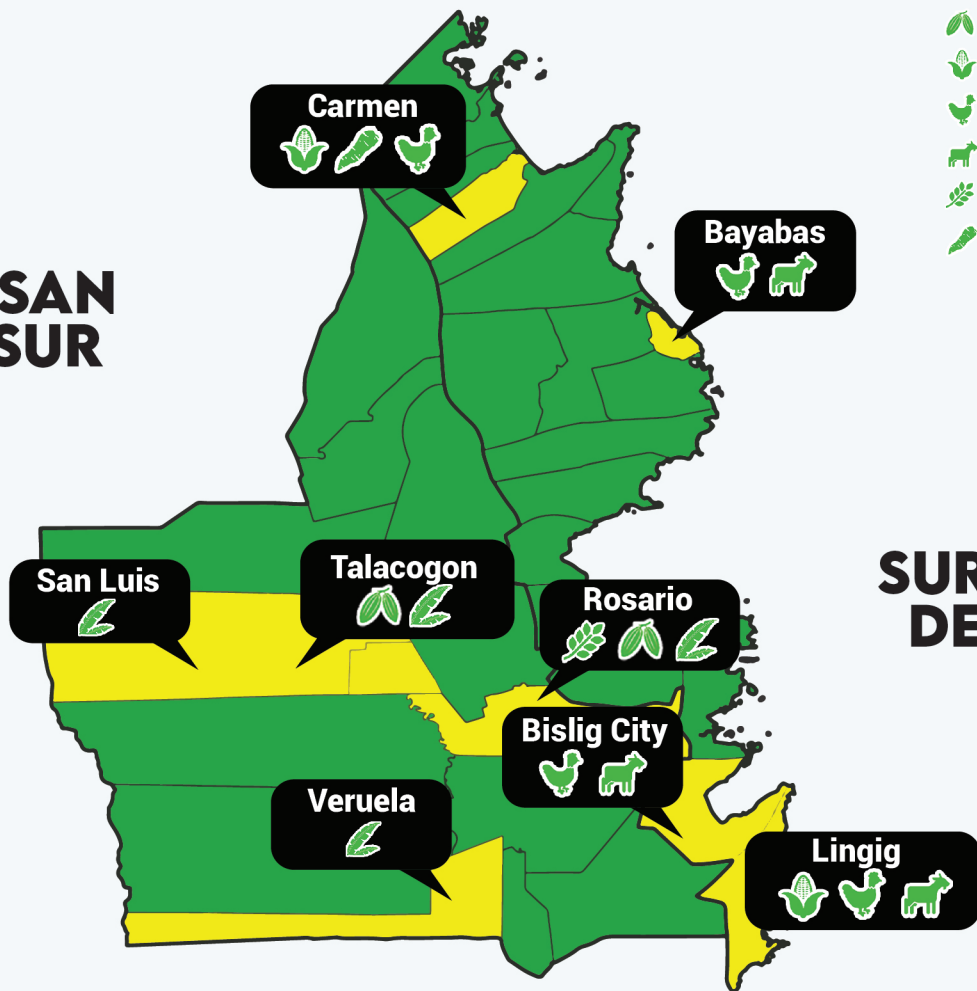 Carmen
Bayabas
SAN
SUR
San Luis
Talacogon
Rosario
SUR
DE
Bislig City
Veruela
Lingig